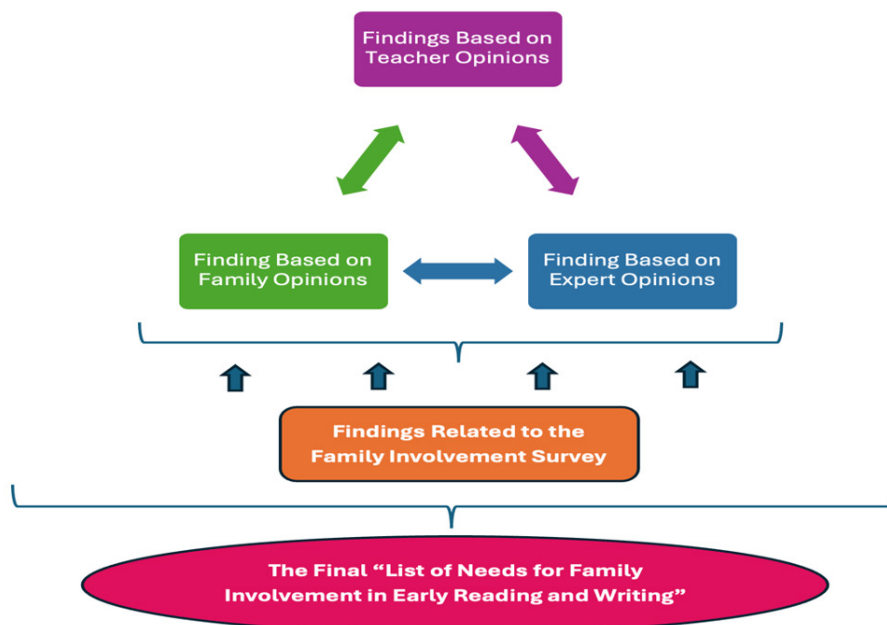 Findings Based on
Teacher Opinions
Finding Based on
Family Opinions
Finding Based on
Expert Opinions
Findings Related to the
Family Involvement Survey
The Final “List of Needs for Family
Involvement in Early Reading and Writing”